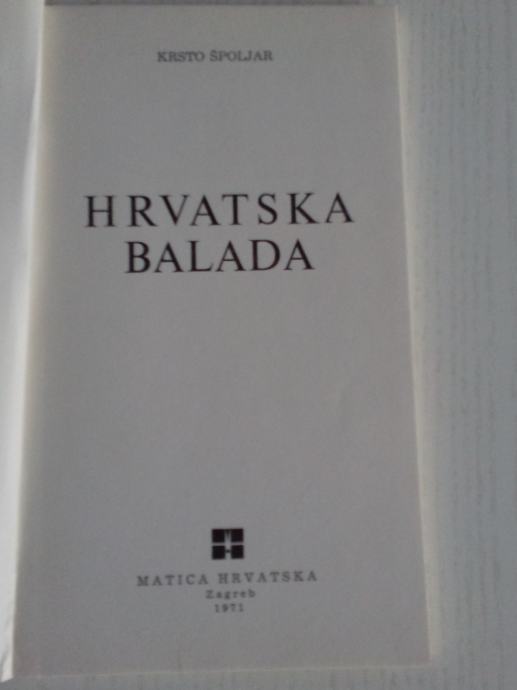 KRSTO ŠPOLJAR
HRVATSKA
BALADA
MATICA HRVATSKA
Zagreb
1971